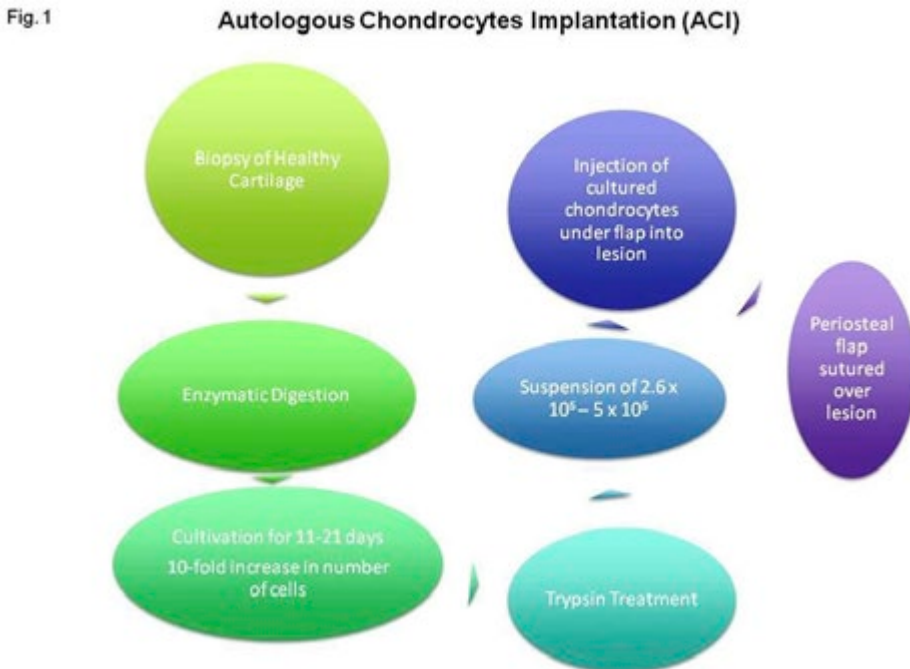 Fig. 1
Autologous Chondrocytes Implantation (ACI)
Biopsy of Healthy
Cartilage
Enzymatic Digestion
Cultivation for 11-21 days
10-fold increase in number
of cells
Trypsin Treatment
Suspension of 2.6 x
10⁶ – 5 x 10⁶
Injection of
cultured
chondrocytes
under flap into
lesion
Periosteal
flap
sutured
over
lesion